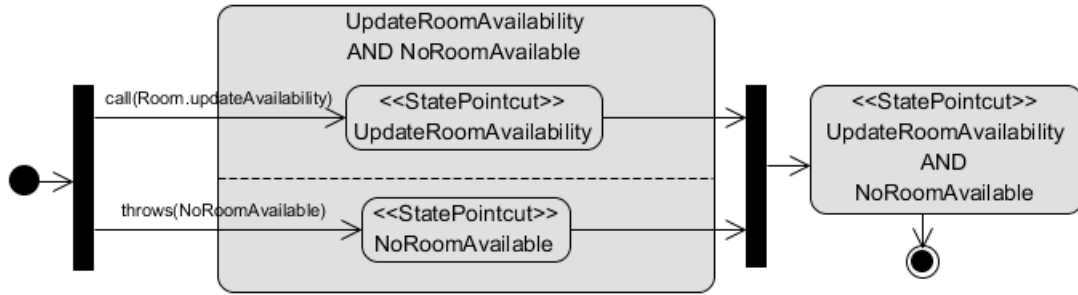 UpdateRoomAvailability
AND NoRoomAvailable
call(Room.updateAvailability)
<<StatePointcut>>
UpdateRoomAvailability
throws(NoRoomAvailable)
<<StatePointcut>>
NoRoomAvailable
<<StatePointcut>>
UpdateRoomAvailability
AND
NoRoomAvailable